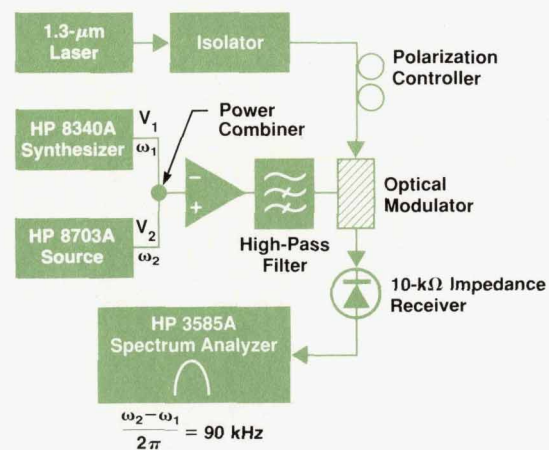 1.3-μm
Laser
Isolator
Polarization
Controller
HP 8340A
Synthesizer
V1
ω1
Power
Combiner
HP 8703A
Source
V2
ω2
−
+
High-Pass
Filter
Optical
Modulator
10-kΩ Impedance
Receiver
HP 3585A
Spectrum Analyzer
ω2 − ω1
2π
= 90 kHz